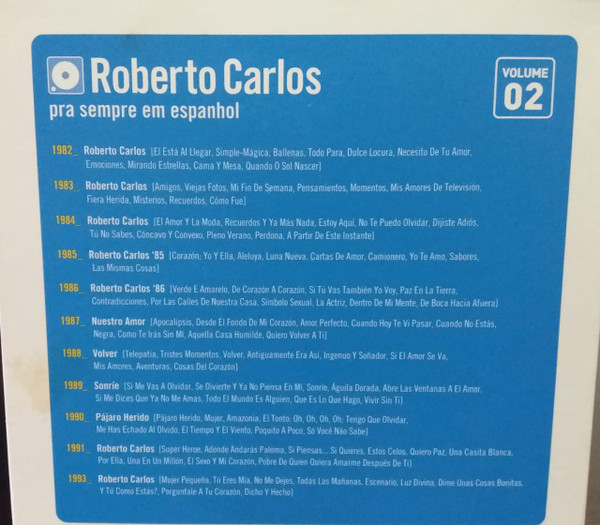 Roberto Carlos
pra sempre em espanhol
VOLUME
02
1982_ Roberto Carlos [El Está Al Llegar, Simple-Mágica, Ballenas, Todo Para, Dulce Locura, Necesito De Tu Amor,
Emociones, Mirando Estrellas, Cama Y Mesa, Quando O Sol Nascer]
1983_ Roberto Carlos [Amigos, Viejas Fotos, Mi Fin De Semana, Pensamientos, Momentos, Mis Amores De Televisión,
Fiera Herida, Misterios, Recuerdos, Cómo Fue]
1984_ Roberto Carlos [El Amor Y La Moda, Recuerdos Y Ya Más Nada, Estoy Aquí, No Te Puedo Olvidar, Dijiste Adiós,
Tú No Sabes, Cóncavo Y Convexo, Pleno Verano, Perdona, A Partir De Este Instante]
1985_ Roberto Carlos '85 [Corazón, Yo Y Ella, Aleluya, Luna Nueva, Cartas De Amor, Camionero, Yo Te Amo, Sabores,
Las Mismas Cosas]
1986_ Roberto Carlos '86 [Verde E Amarelo, De Corazón A Corazón, Si Tú Vas También Yo Voy, Paz En La Tierra,
Contradicciones, Por Las Calles De Nuestra Casa, Símbolo Sexual, La Actriz, Dentro De Mi Mente, De Boca Hacia Afuera]
1987_ Nuestro Amor [Apocalipsis, Desde El Fondo De Mi Corazón, Amor Perfecto, Cuando Hoy Te Vi Pasar, Cuando No Estás,
Negra, Como Te Irás Sin Mi, Aquella Casa Humilde, Quiero Volver A Ti]
1988_ Volver [Telepatía, Tristes Momentos, Volver, Antiguamente Era Asi, Ingenuo Y Soñador, Si El Amor Se Va,
Mis Amores, Aventuras, Cosas Del Corazón]
1989_ Sonríe [Si Me Vas A Olvidar, Se Divierte Y Ya No Piensa En Mi, Sonríe, Águila Dorada, Abre Las Ventanas A El Amor,
Si Me Dices Que Ya No Me Amas, Todo El Mundo Es Alguien, Que Es Lo Que Hago, Vivir Sin Ti]
1990_ Pájaro Herido [Pájaro Herido, Mujer, Amazonia, El Tonto; Oh, Oh, Oh, Oh; Tengo Que Olvidar,
Me Has Echado Al Olvido, El Tiempo Y El Viento, Poquito A Poco, Só Você Não Sabe]
1991_ Roberto Carlos [Super Heroe, Adónde Andarás Paloma, Si Piensas... Si Quieres, Estos Celos, Quiero Paz, Una Casita Blanca,
Por Ella, Una En Un Millón, El Sexo Y Mi Corazón, Pobre De Quien Quiera Amarme Después De Ti]
1993_ Roberto Carlos [Mujer Pequeña, Tú Eres Mía, No Me Dejes, Todas Las Mañanas, Escenario, Luz Divina, Dime Unas Cosas Bonitas,
Y Tú Como Estás?, Porguntale A Tu Corazón, Dicho Y Hecho]